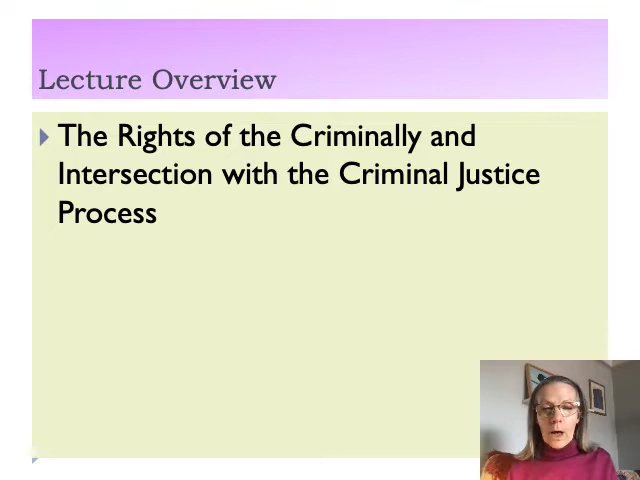 Lecture Overview
The Rights of the Criminally and
Intersection with the Criminal Justice
Process